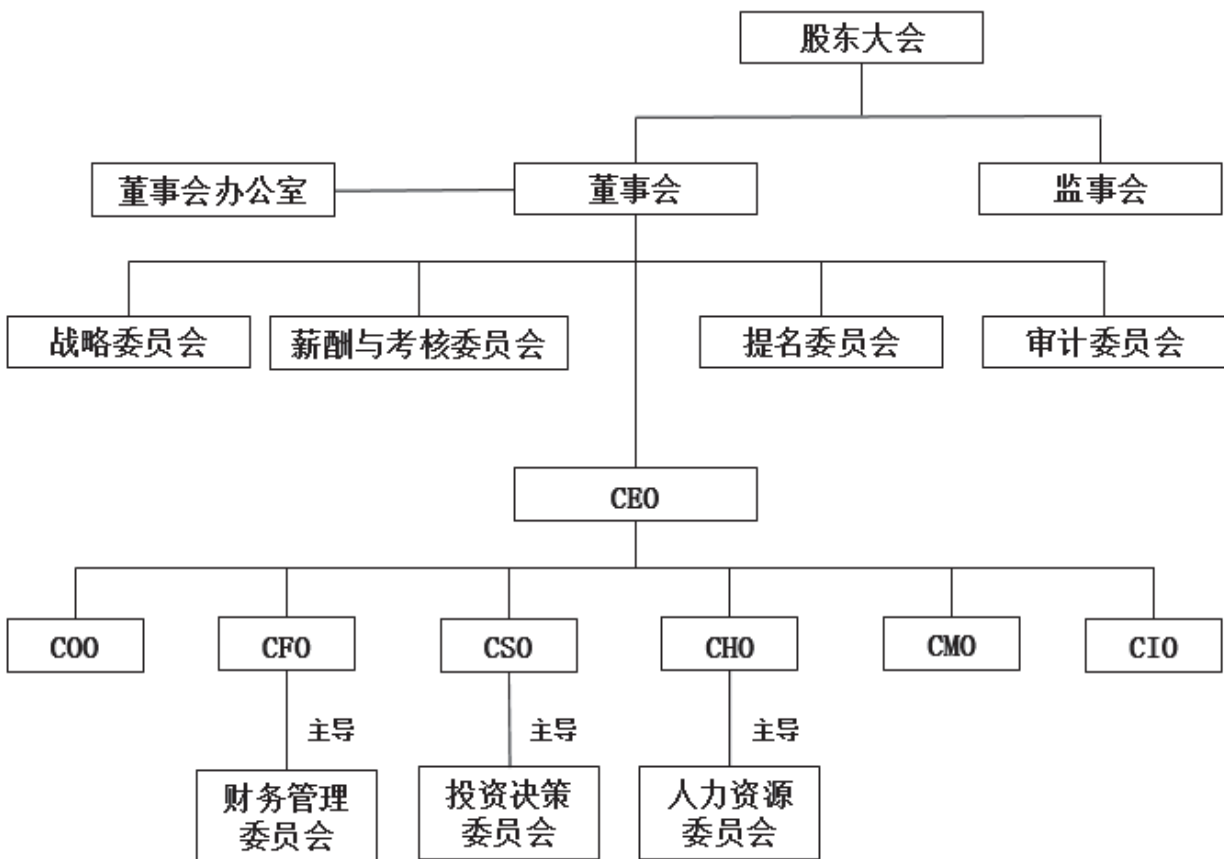 股东大会
董事会办公室
董事会
监事会
战略委员会
薪酬与考核委员会
提名委员会
审计委员会
CEO
COO
CFO
CSO
CHO
CMO
CIO
主导
主导
主导
财务管理
委员会
投资决策
委员会
人力资源
委员会